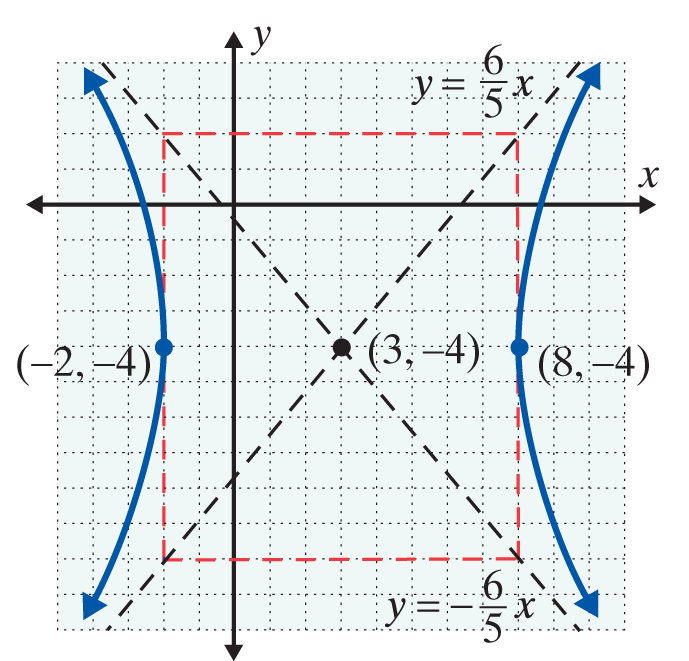 y
y = 6/5 x
x
(3, −4)
(−2, −4)
(8, −4)
y = −6/5 x